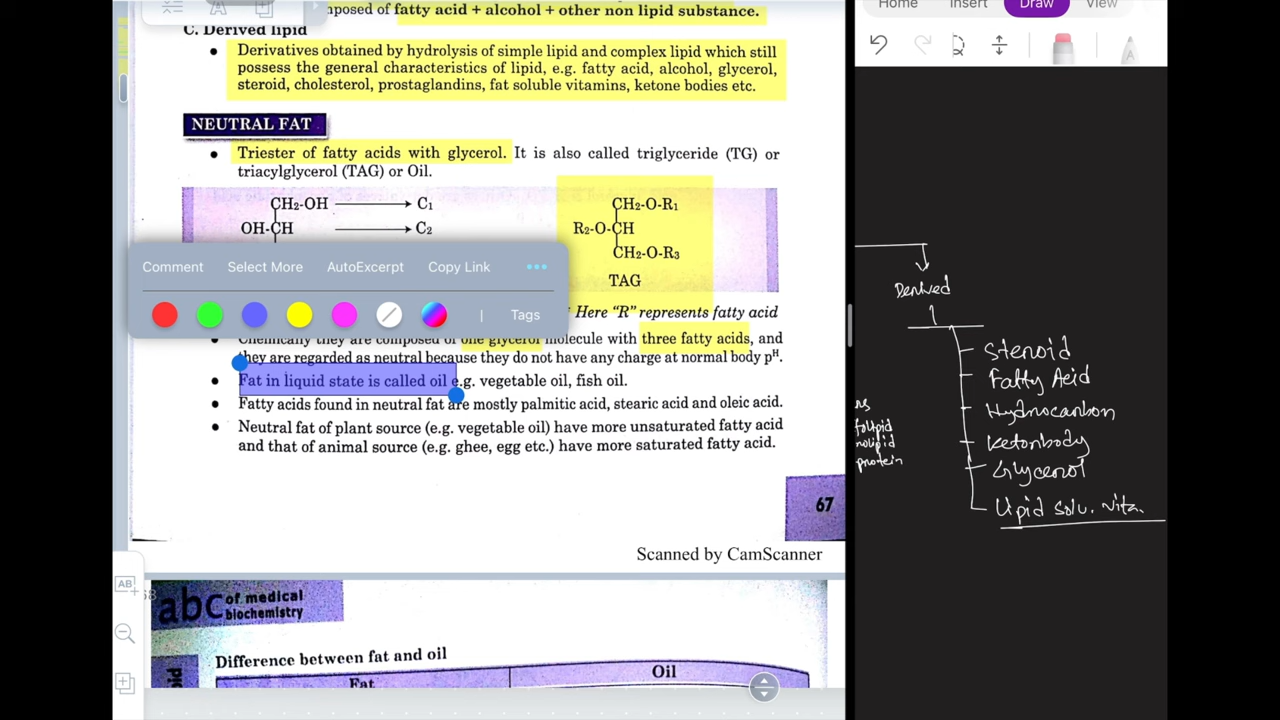 posed of fatty acid + alcohol + other non lipid substance.
C. Derived lipid
• Derivatives obtained by hydrolysis of simple lipid and complex lipid which still
possess the general characteristics of lipid, e.g. fatty acid, alcohol, glycerol,
steroid, cholesterol, prostaglandins, fat soluble vitamins, ketone bodies etc.
NEUTRAL FAT
• Triester of fatty acids with glycerol. It is also called triglyceride (TG) or
triacylglycerol (TAG) or Oil.
CH2-OH → C1
OH-CH → C2
CH2-O-R1
R2-O-CH
CH2-O-R3
TAG
Here "R" represents fatty acid
Comment Select More AutoExcerpt Copy Link •••
Tags
• Chemically they are composed of one glycerol molecule with three fatty acids, and
they are regarded as neutral because they do not have any charge at normal body pH.
• Fat in liquid state is called oil e.g. vegetable oil, fish oil.
• Fatty acids found in neutral fat are mostly palmitic acid, stearic acid and oleic acid.
• Neutral fat of plant source (e.g. vegetable oil) have more unsaturated fatty acid
and that of animal source (e.g. ghee, egg etc.) have more saturated fatty acid.
67
Scanned by CamScanner
68
abc of medical
biochemistry
Difference between fat and oil
Fat Oil
AB
Home Insert Draw View
Derived
Steroid
Fatty Acid
Hydrocarbon
Ketonbody
Glycerol
Lipid solu. vita.
folipid
nolipid
protein